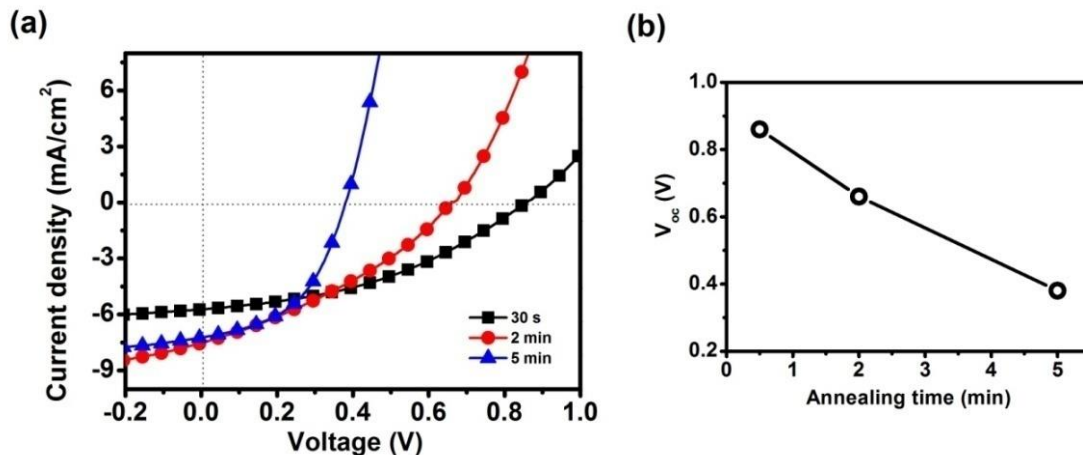 (a)
Current density (mA/cm²)
6
3
0
-3
-6
-9
30 s
2 min
5 min
-0.2
0.0
0.2
0.4
0.6
0.8
1.0
Voltage (V)
(b)
V_oc (V)
1.0
0.8
0.6
0.4
0.2
0
1
2
3
4
5
Annealing time (min)